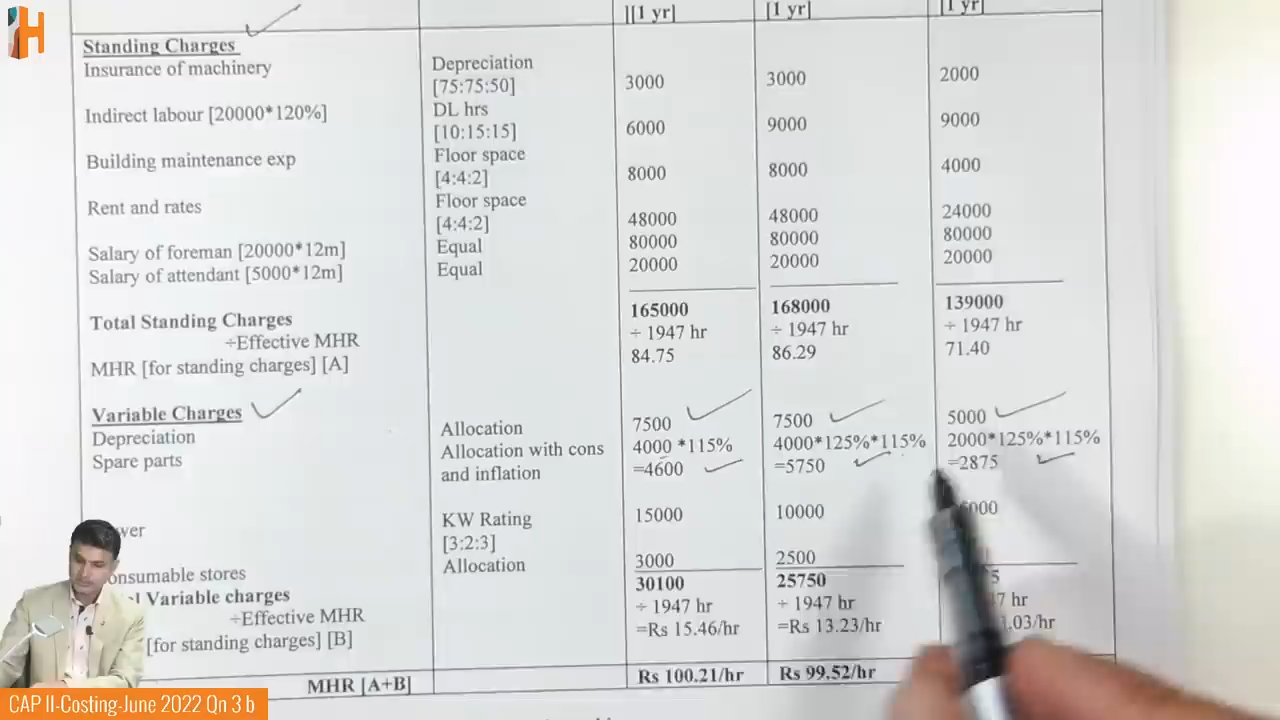 [1 yr] [1 yr] [1 yr]
Standing Charges
Insurance of machinery Depreciation [75:75:50] 3000 3000 2000
Indirect labour [20000*120%] DL hrs [10:15:15] 6000 9000 9000
Building maintenance exp Floor space [4:4:2] 8000 8000 4000
Rent and rates Floor space [4:4:2] 48000 48000 24000
Salary of foreman [20000*12m] Equal 80000 80000 80000
Salary of attendant [5000*12m] Equal 20000 20000 20000
Total Standing Charges 165000 168000 139000
÷Effective MHR ÷ 1947 hr ÷ 1947 hr ÷ 1947 hr
MHR [for standing charges] [A] 84.75 86.29 71.40
Variable Charges
Depreciation Allocation 7500 7500 5000
Spare parts Allocation with cons 4000 *115% 4000*125%*115% 2000*125%*115%
and inflation =4600 =5750 =2875
KW Rating [3:2:3] 15000 10000
onsumable stores Allocation 3000 2500
Variable charges 30100 25750
÷Effective MHR ÷ 1947 hr ÷ 1947 hr hr
[for standing charges] [B] =Rs 15.46/hr =Rs 13.23/hr .03/hr
MHR [A+B] Rs 100.21/hr Rs 99.52/hr
H
CAP II-Costing-June 2022 Qn 3 b